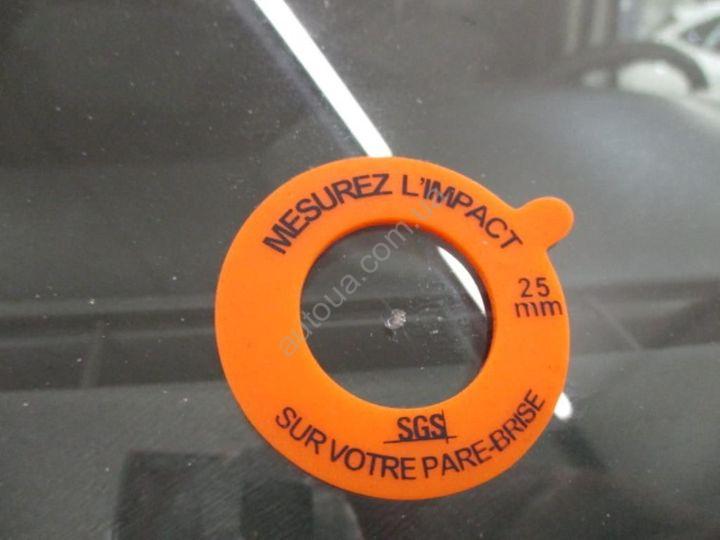 MESUREZ L'IMPACT
25
mm
SGS
SUR VOTRE PARE-BRISE
autoua.com.ua